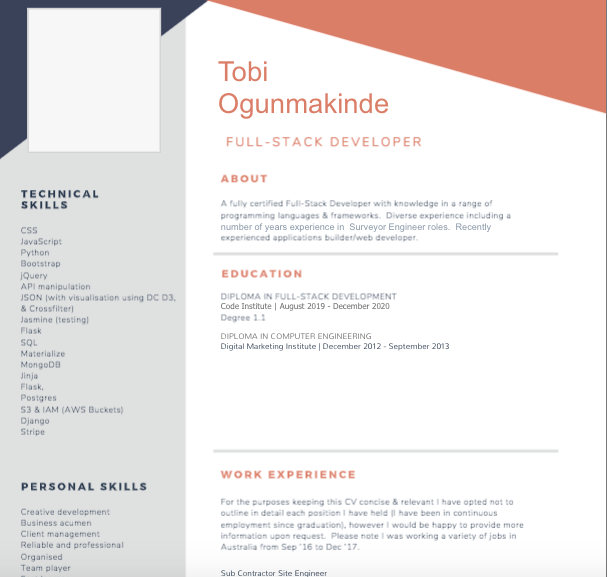 Tobi
Ogunmakinde
FULL-STACK DEVELOPER
ABOUT
A fully certified Full-Stack Developer with knowledge in a range of
programming languages & frameworks. Diverse experience including a
number of years experience in Surveyor Engineer roles. Recently
experienced applications builder/web developer.
EDUCATION
DIPLOMA IN FULL-STACK DEVELOPMENT
Code Institute | August 2019 - December 2020
Degree 1.1
DIPLOMA IN COMPUTER ENGINEERING
Digital Marketing Institute | December 2012 - September 2013
WORK EXPERIENCE
For the purposes keeping this CV concise & relevant I have opted not to
outline in detail each position I have held (I have been in continuous
employment since graduation), however I would be happy to provide more
information upon request. Please note I was working a variety of jobs in
Australia from Sep '16 to Dec '17.
Sub Contractor Site Engineer
TECHNICAL
SKILLS
CSS
JavaScript
Python
Bootstrap
jQuery
API manipulation
JSON (with visualisation using DC D3,
& Crossfilter)
Jasmine (testing)
Flask
SQL
Materialize
MongoDB
Jinja
Flask,
Postgres
S3 & IAM (AWS Buckets)
Django
Stripe
PERSONAL SKILLS
Creative development
Business acumen
Client management
Reliable and professional
Organised
Team player